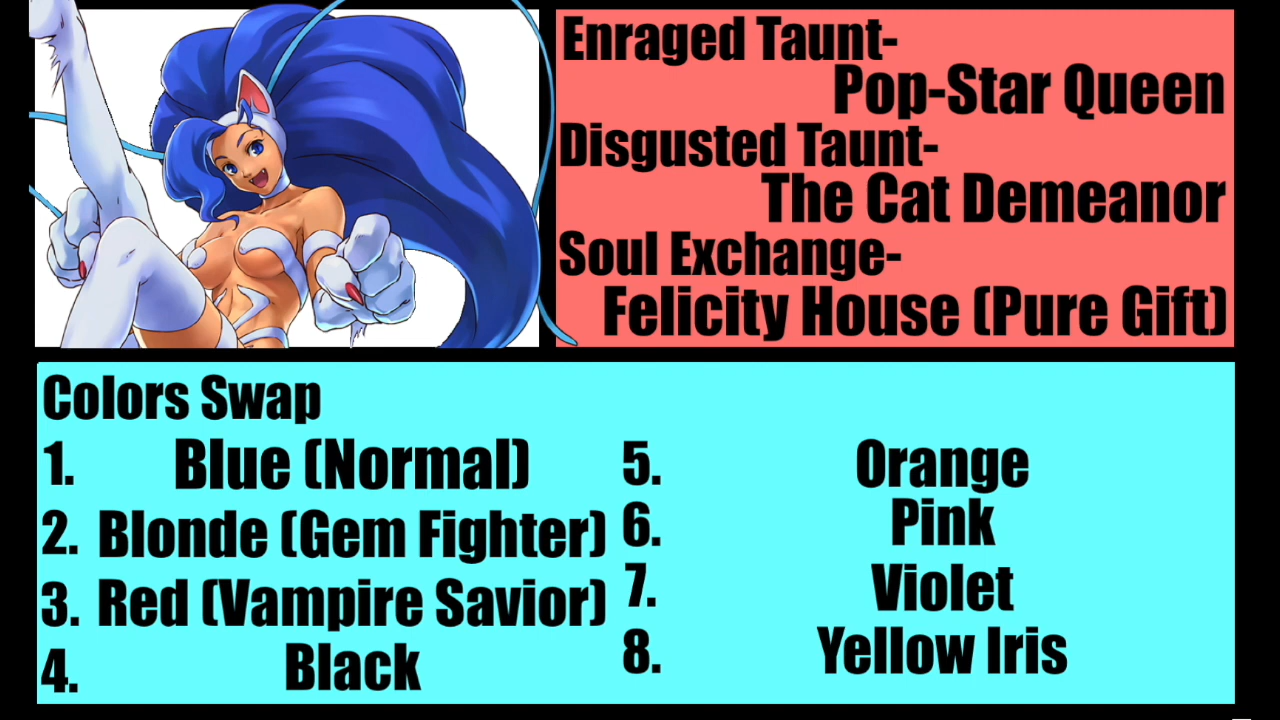 Enraged Taunt-
Pop-Star Queen
Disgusted Taunt-
The Cat Demeanor
Soul Exchange-
Felicity House (Pure Gift)
Colors Swap
1. Blue (Normal)
2. Blonde (Gem Fighter)
3. Red (Vampire Savior)
4. Black
5. Orange
6. Pink
7. Violet
8. Yellow Iris